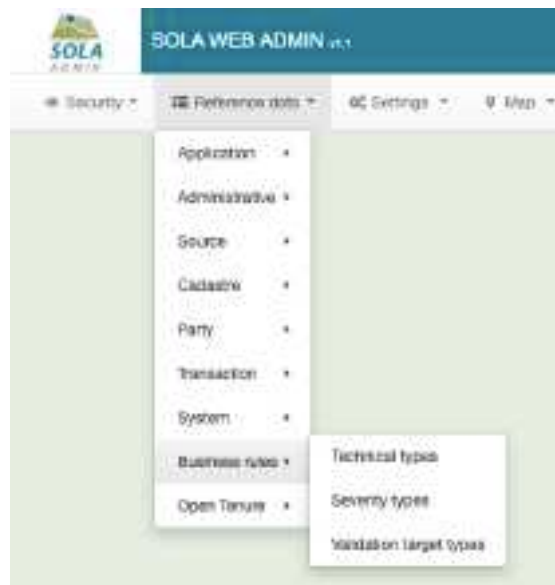 SOLA
ADMIN
SOLA WEB ADMIN v1.1
Security
Reference data
Settings
Map
Application
Administrative
Source
Cadastre
Party
Transaction
System
Business rules
Technical types
Severity types
Open Tenure
Validation target types